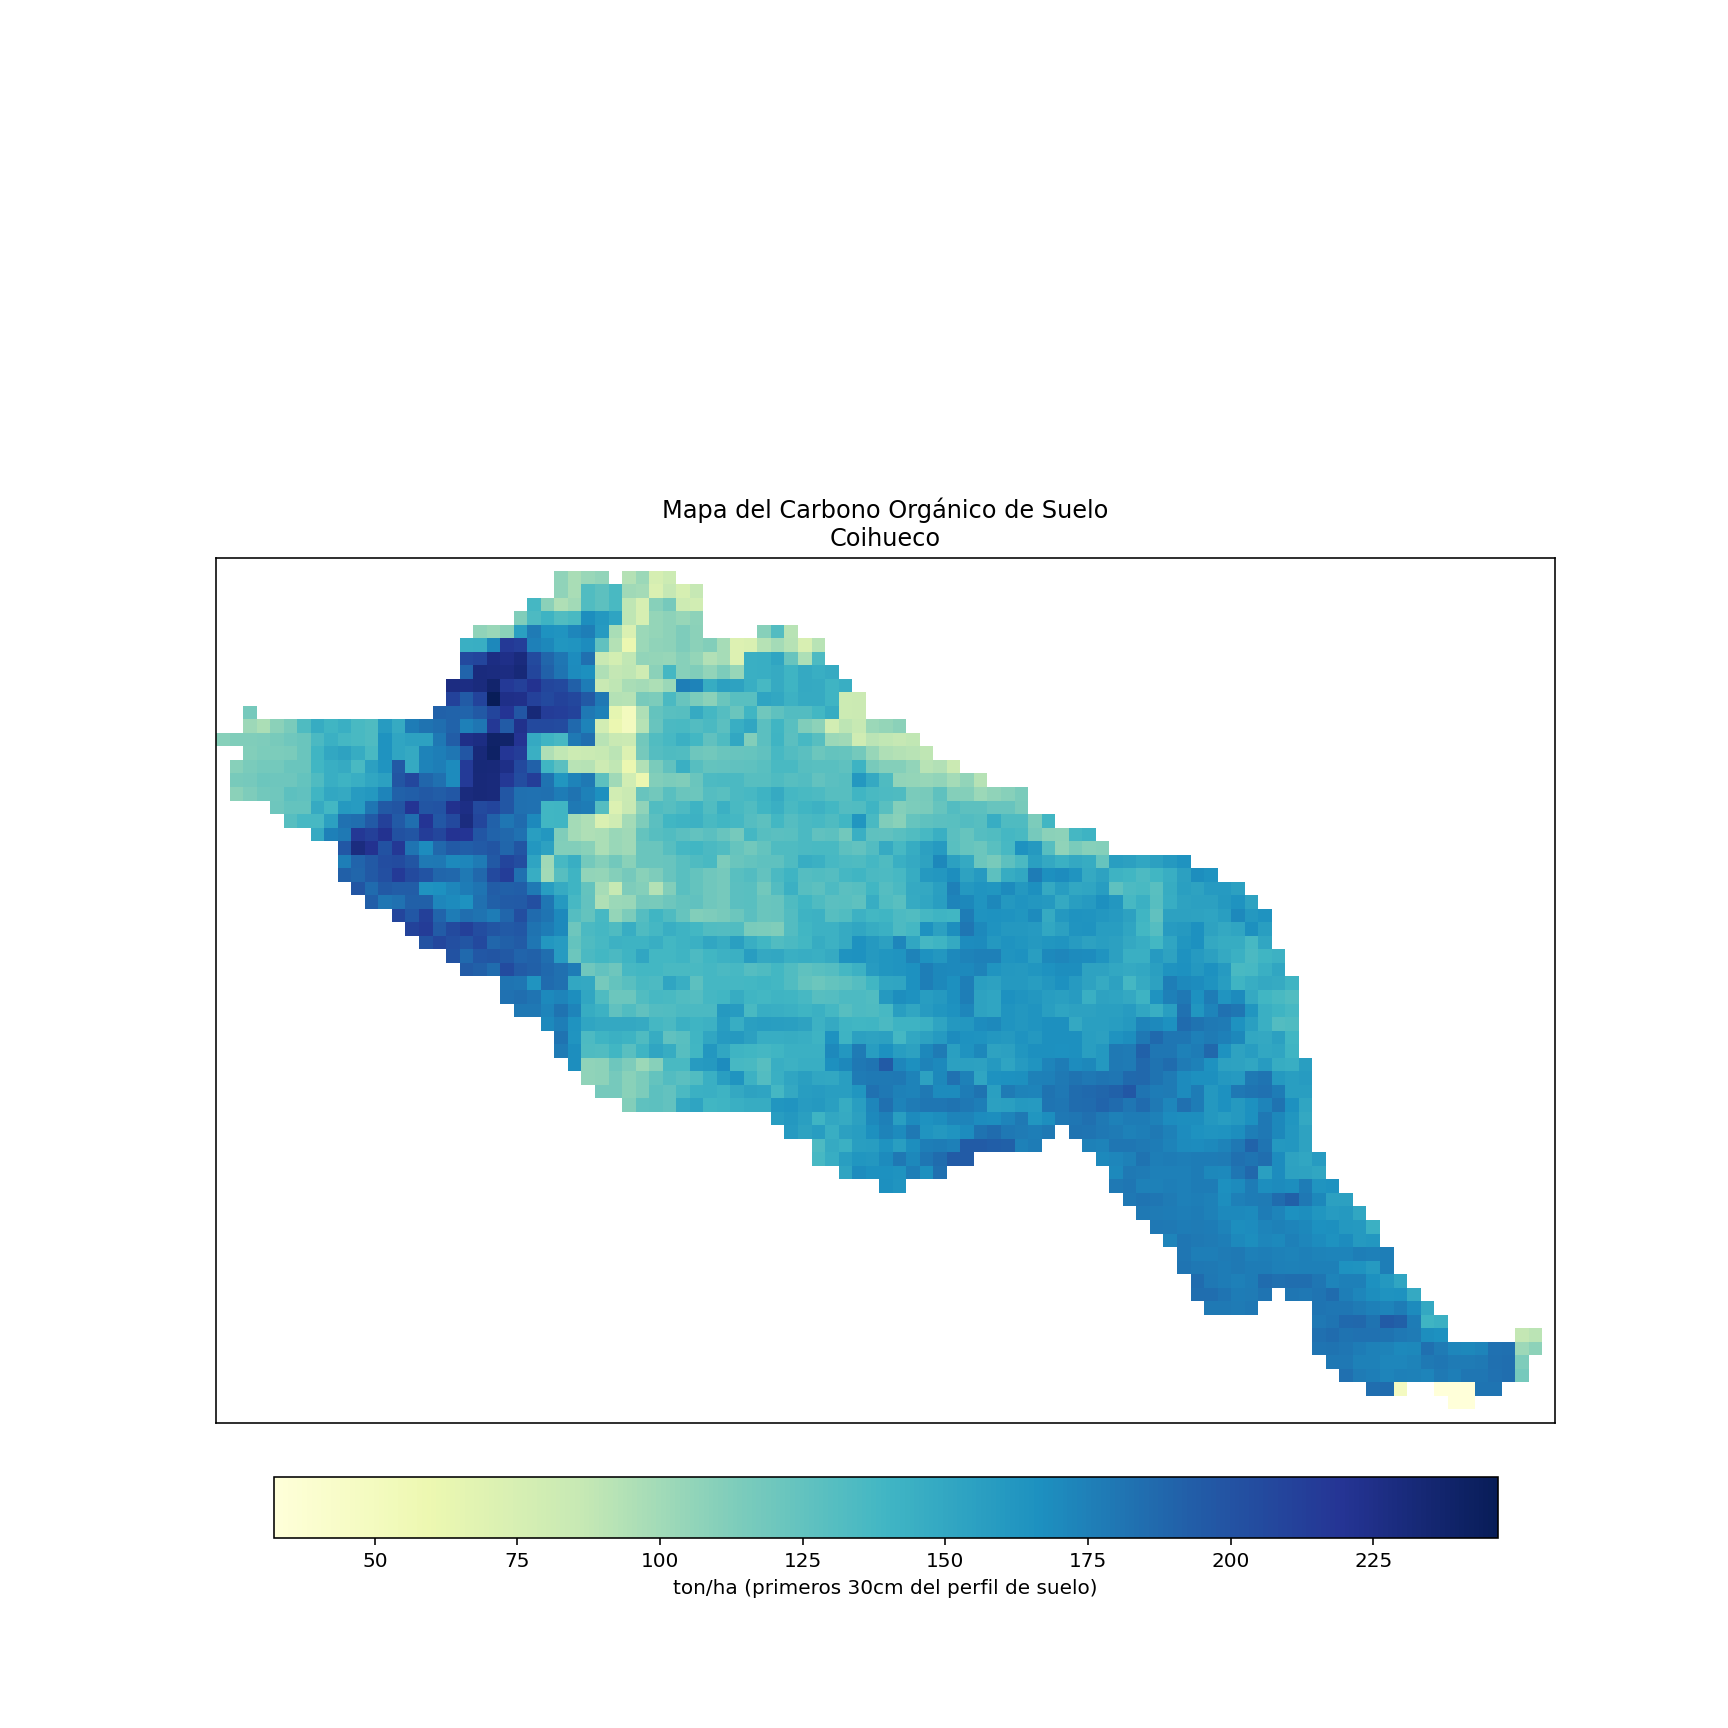 Mapa del Carbono Orgánico de Suelo
Coihueco
50 75 100 125 150 175 200 225
ton/ha (primeros 30cm del perfil de suelo)